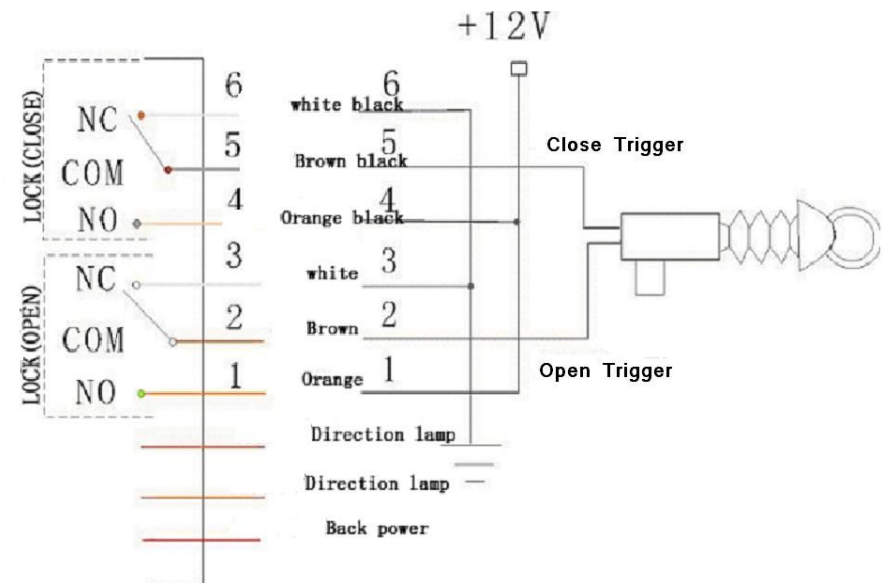 +12V
LOCK(CLOSE)
NC
COM
NO
6
5
4
white black 6
Brown black 5
Orange black 4
Close Trigger
LOCK(OPEN)
NC
COM
NO
3
2
1
white 3
Brown 2
Orange 1
Open Trigger
Direction lamp
Direction lamp
Back power